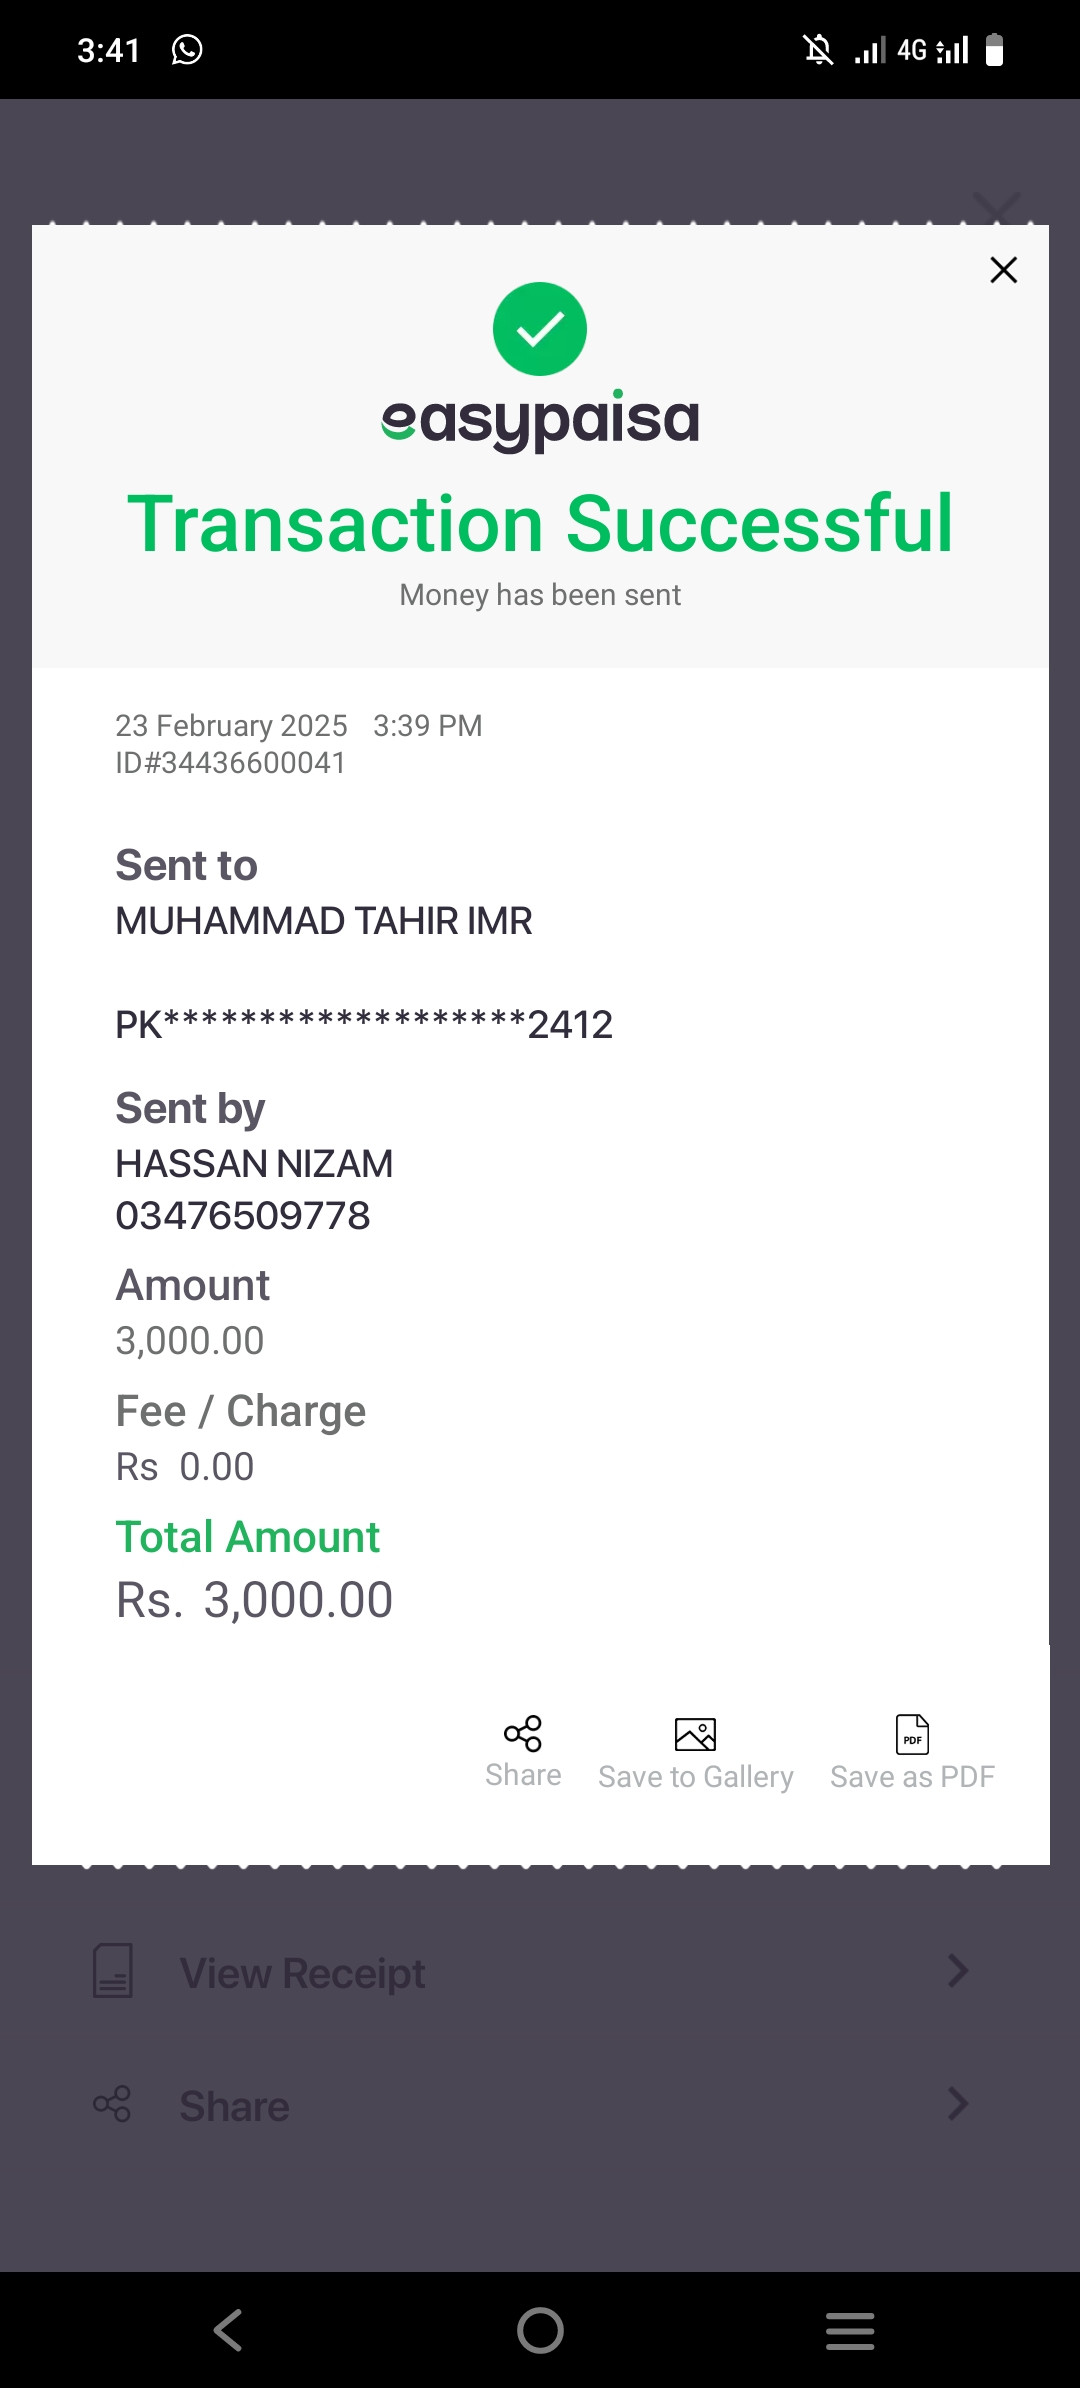 3:41
4G
easypaisa
Transaction Successful
Money has been sent
23 February 2025 3:39 PM
ID#34436600041
Sent to
MUHAMMAD TAHIR IMR
PK*******************2412
Sent by
HASSAN NIZAM
03476509778
Amount
3,000.00
Fee / Charge
Rs 0.00
Total Amount
Rs. 3,000.00
Share
Save to Gallery
PDF
Save as PDF
View Receipt
Share